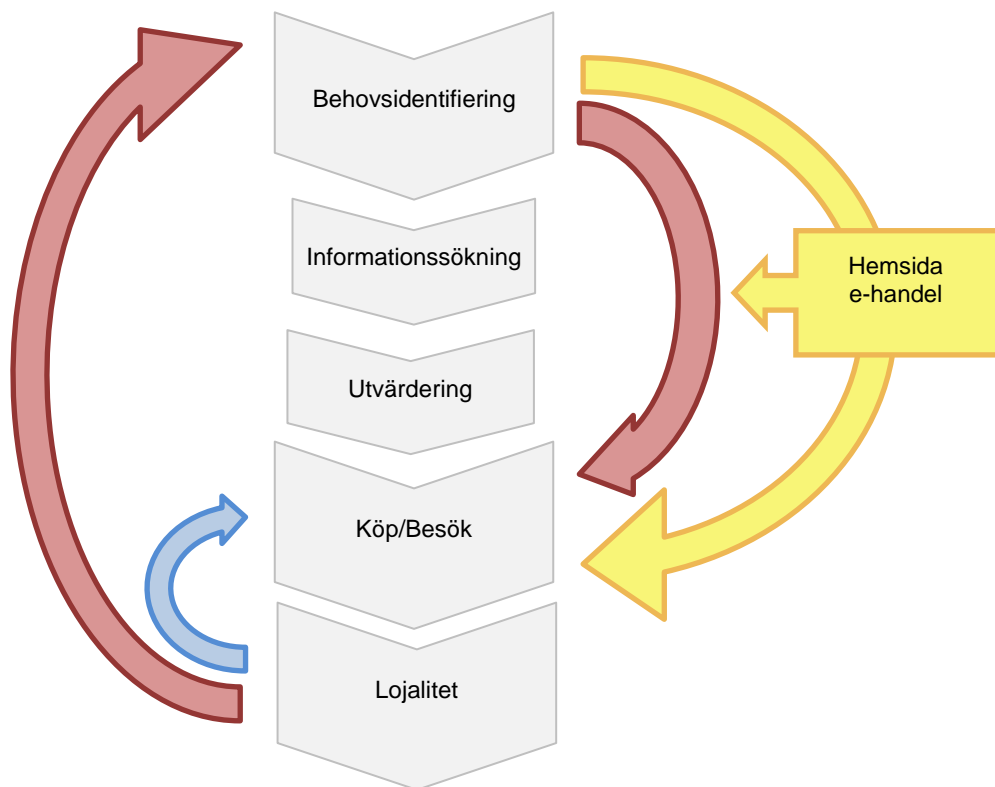 Behovsidentifiering
Informationssökning
Hemsida
e-handel
Utvärdering
Köp/Besök
Lojalitet